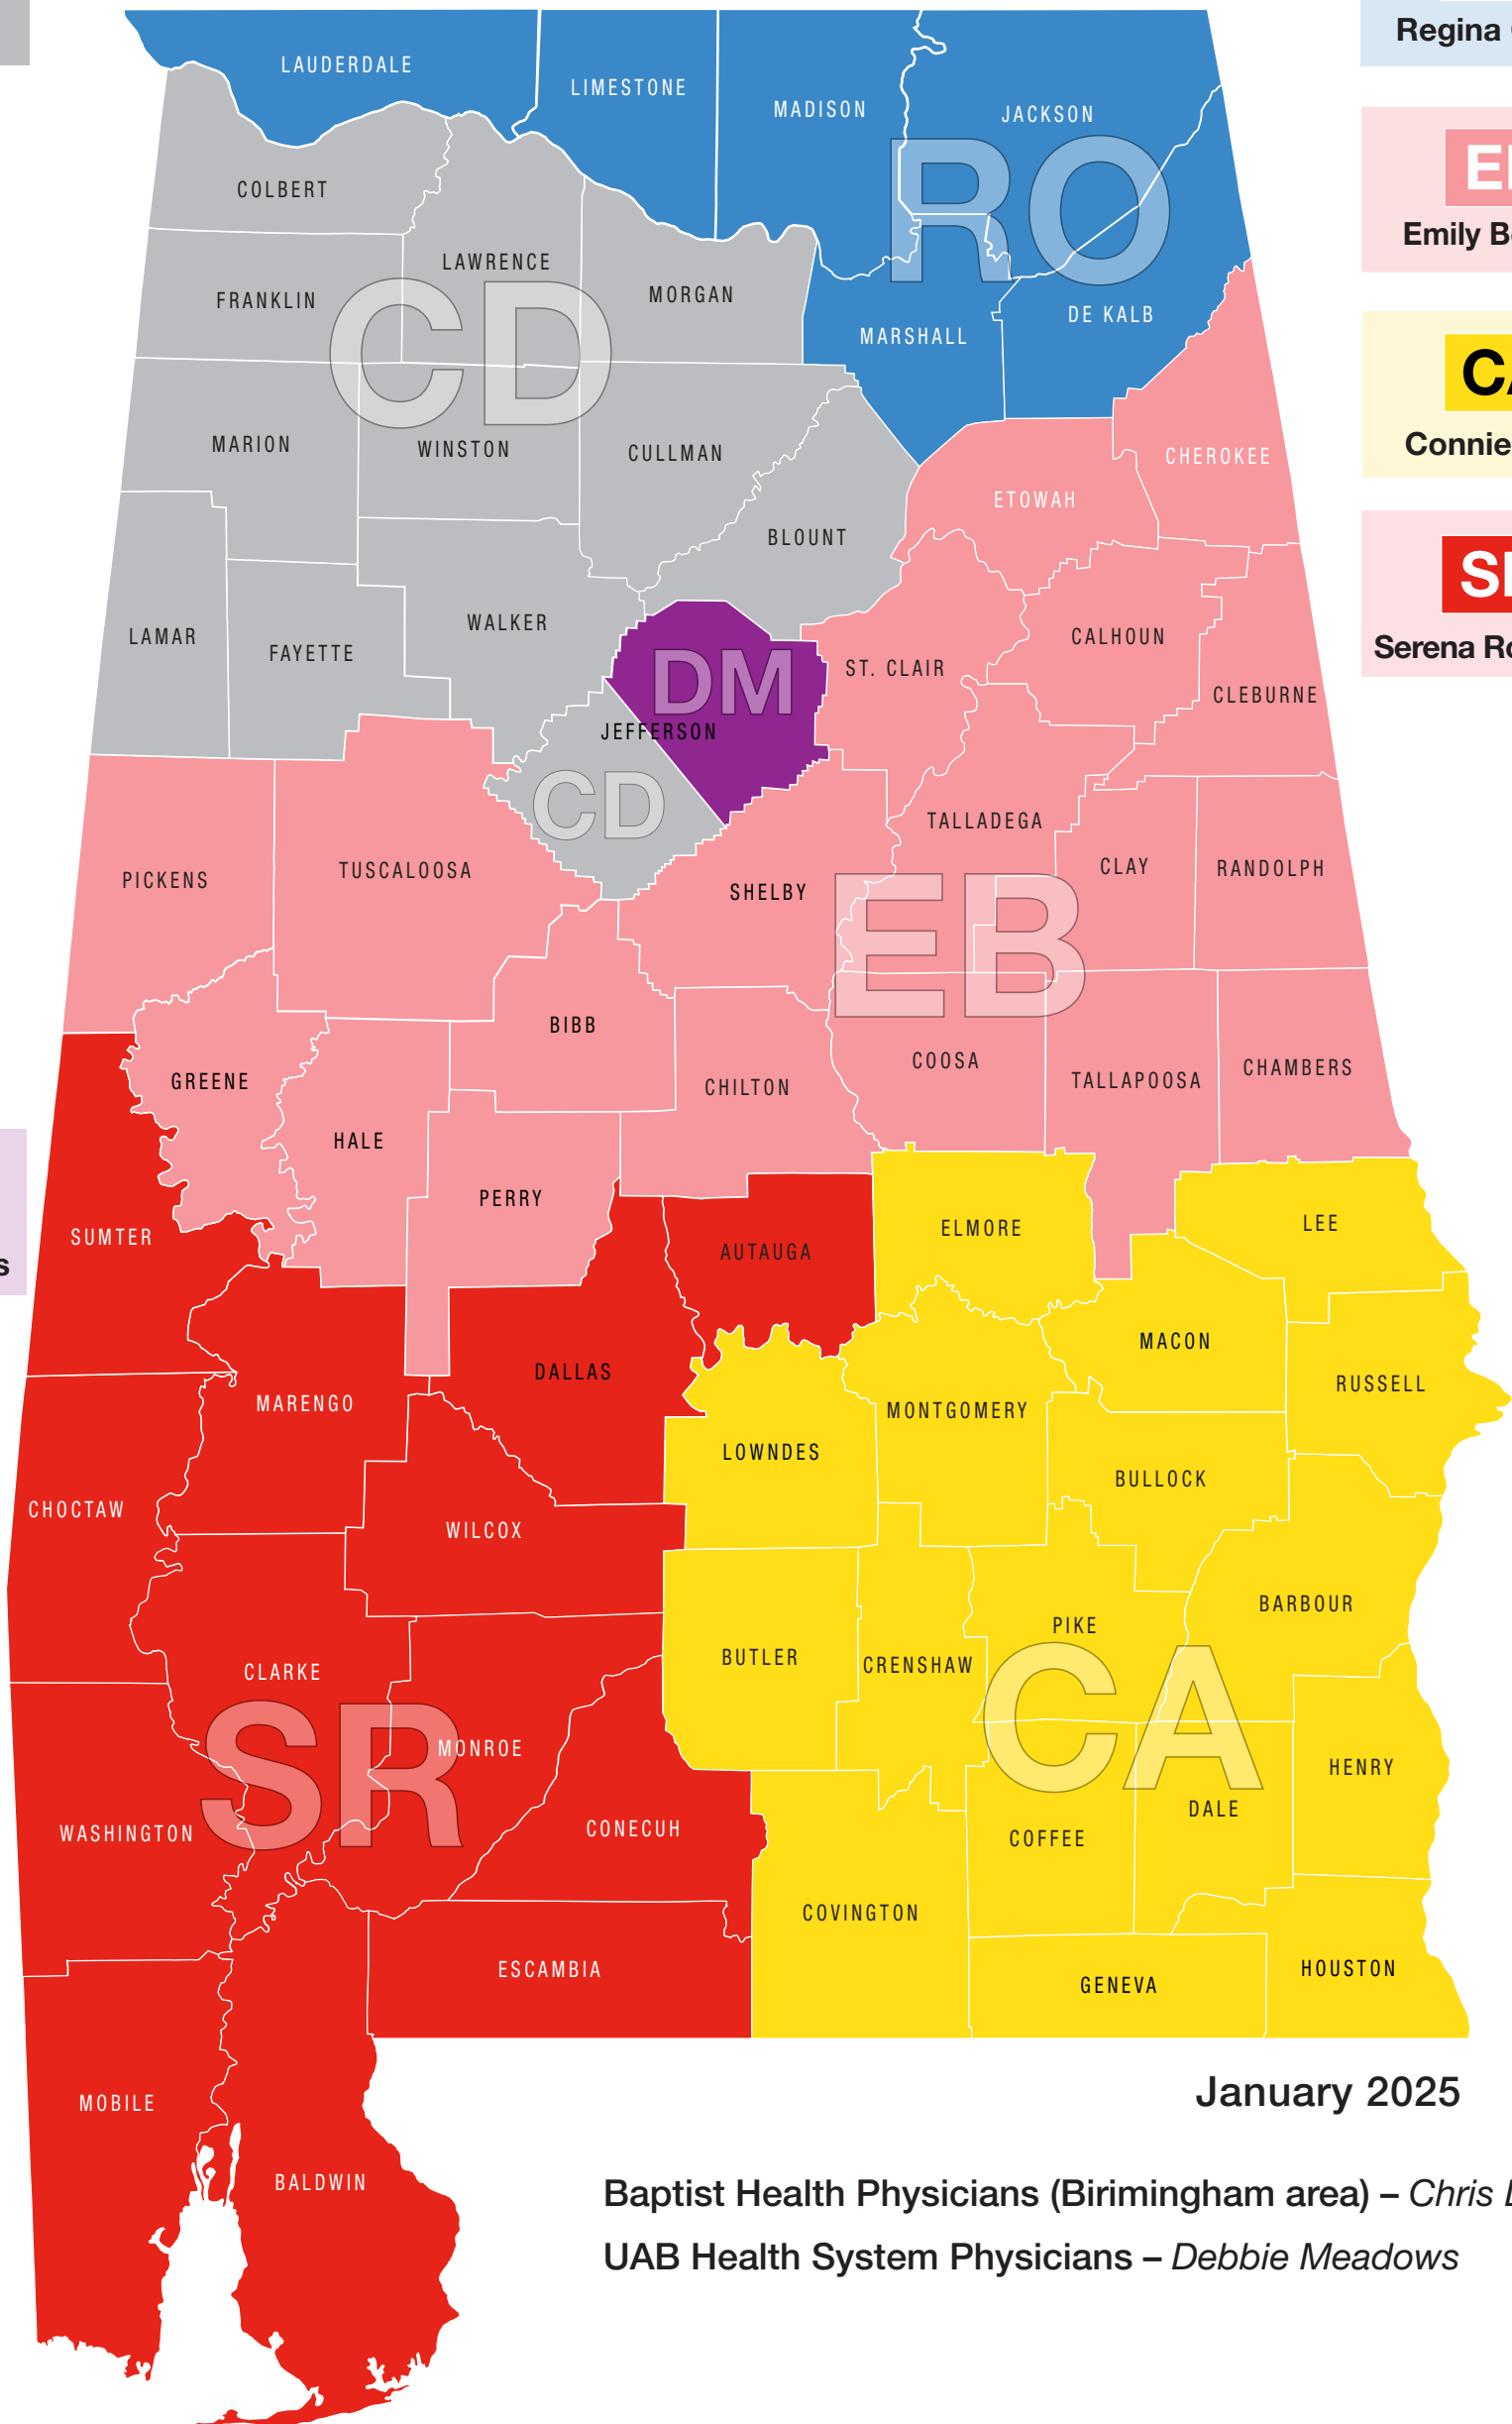 LAUDERDALE
LIMESTONE
MADISON
JACKSON
RO
COLBERT
LAWRENCE
FRANKLIN
MORGAN
CD
MARSHALL
DE KALB
MARION
WINSTON
CULLMAN
CHEROKEE
ETOWAH
BLOUNT
LAMAR
FAYETTE
WALKER
DM
ST. CLAIR
CALHOUN
CLEBURNE
JEFFERSON
CD
PICKENS
TUSCALOOSA
SHELBY
TALLADEGA
CLAY
RANDOLPH
EB
BIBB
GREENE
HALE
CHILTON
COOSA
TALLAPOOSA
CHAMBERS
PERRY
SUMTER
AUTAUGA
ELMORE
LEE
MACON
DALLAS
MARENGO
MONTGOMERY
RUSSELL
LOWNDES
BULLOCK
CHOCTAW
WILCOX
BARBOUR
PIKE
CLARKE
BUTLER
CRENSHAW
SR
CA
MONROE
HENRY
WASHINGTON
CONECUH
COFFEE
DALE
COVINGTON
ESCAMBIA
GENEVA
HOUSTON
MOBILE
BALDWIN
Regina
Emily
CA
Connie
Serena
s
January 2025
Baptist Health Physicians (Birimingham area) – Chris
UAB Health System Physicians – Debbie Meadows